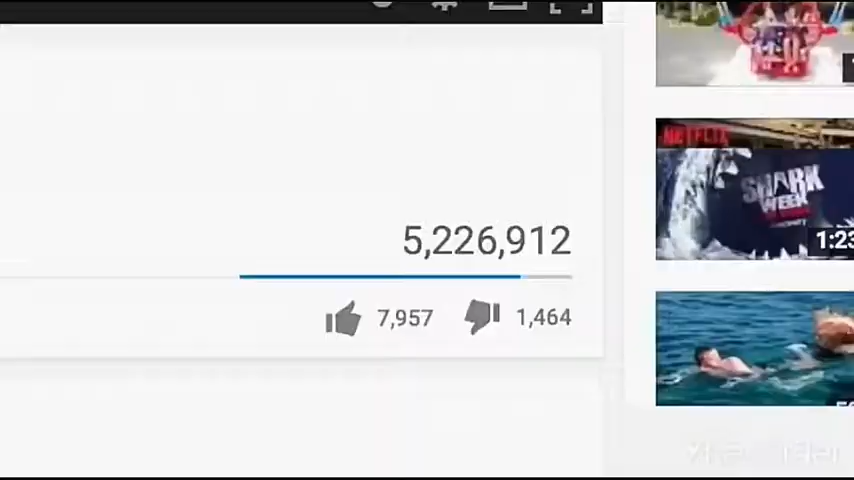 5,226,912
7,957
1,464
NETFLIX
SHARK
WEEK
1:23